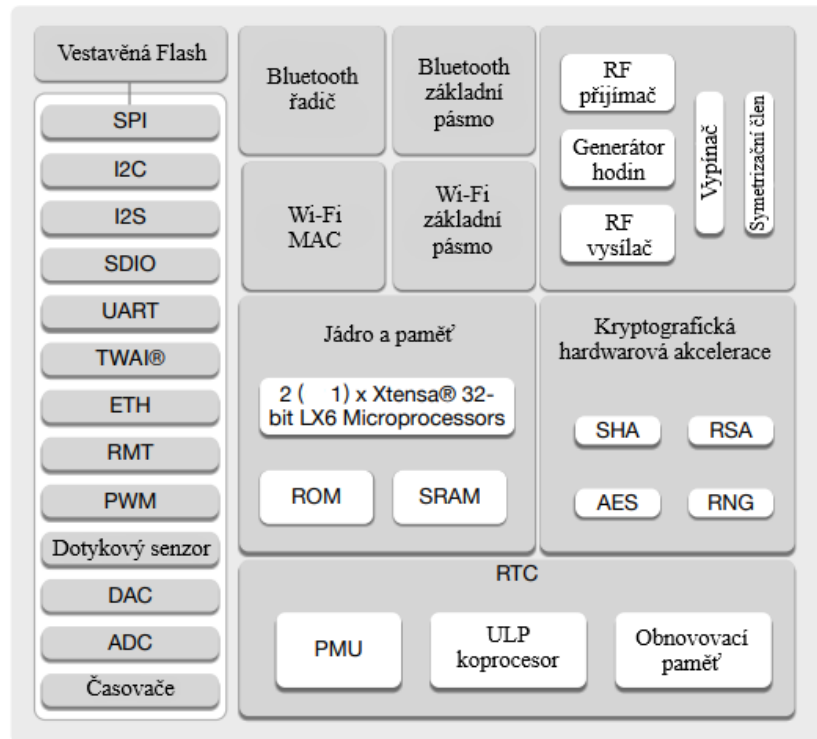 Vestavěná Flash
SPI
I2C
I2S
SDIO
UART
TWAI®
ETH
RMT
PWM
Dotykový senzor
DAC
ADC
Časovače
Bluetooth
řadič
Bluetooth
základní
pásmo
Wi-Fi
MAC
Wi-Fi
základní
pásmo
RF
přijímač
Generátor
hodin
RF
vysílač
Vypínač
Symetrizační člen
Jádro a paměť
2 ( 1) x Xtensa® 32-
bit LX6 Microprocessors
ROM
SRAM
Kryptografická
hardwarová akcelerace
SHA
RSA
AES
RNG
RTC
PMU
ULP
koprocesor
Obnovovací
paměť